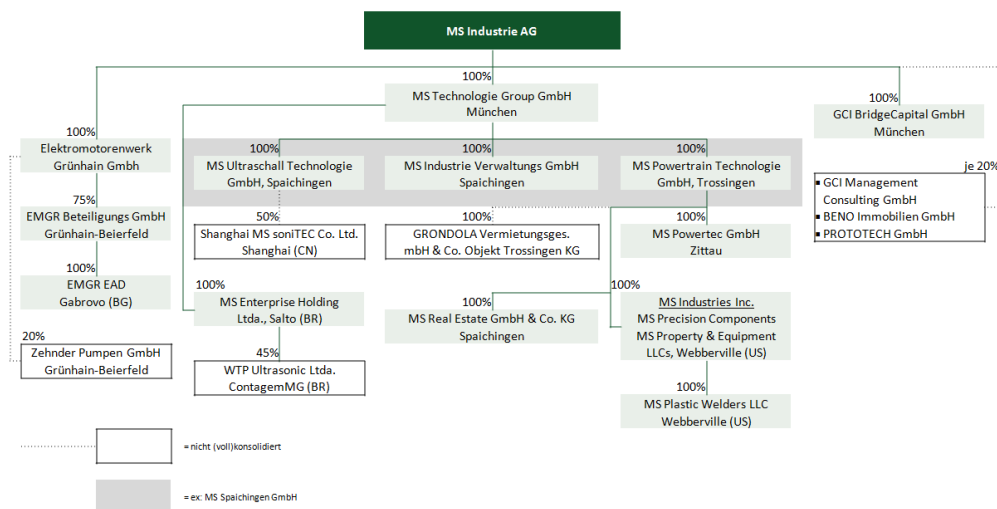 MS Industrie AG
100%
MS Technologie Group GmbH
München
100%
GCI BridgeCapital GmbH
München
100%
Elektromotorenwerk
Grünhain Gmbh
100%
MS Ultraschall Technologie
GmbH, Spaichingen
100%
MS Industrie Verwaltungs GmbH
Spaichingen
100%
MS Powertrain Technologie
GmbH, Trossingen
je 20%
▪ GCI Management
Consulting GmbH
▪ BENO Immobilien GmbH
▪ PROTOTECH GmbH
75%
EMGR Beteiligungs GmbH
Grünhain-Beierfeld
50%
Shanghai MS soniTEC Co. Ltd.
Shanghai (CN)
100%
GRONDOLA Vermietungsges.
mbH & Co. Objekt Trossingen KG
100%
MS Powertec GmbH
Zittau
100%
EMGR EAD
Gabrovo (BG)
100%
MS Enterprise Holding
Ltda., Salto (BR)
100%
MS Real Estate GmbH & Co. KG
Spaichingen
100%
MS Industries Inc.
MS Precision Components
MS Property & Equipment
LLCs, Webberville (US)
20%
Zehnder Pumpen GmbH
Grünhain-Beierfeld
45%
WTP Ultrasonic Ltda.
ContagemMG (BR)
100%
MS Plastic Welders LLC
Webberville (US)
= nicht (voll)konsolidiert
= ex: MS Spaichingen GmbH